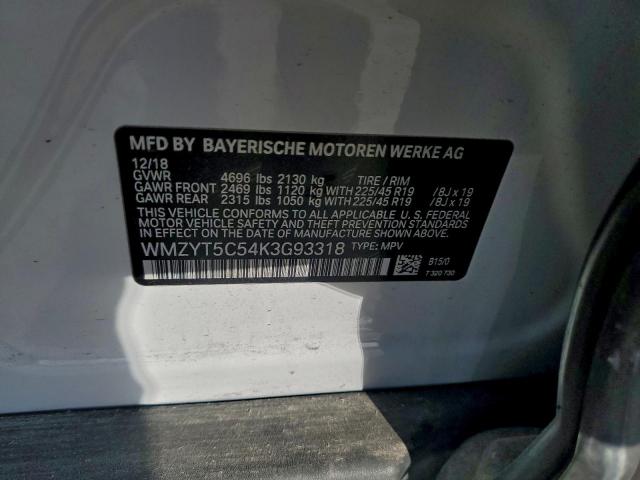 MFD BY BAYERISCHE MOTOREN WERKE AG
12/18
GVWR 4696 lbs 2130 kg TIRE / RIM
GAWR FRONT 2469 lbs 1120 kg WITH 225/45 R19 /8J x 19
GAWR REAR 2315 lbs 1050 kg WITH 225/45 R19 /8J x 19
THIS VEHICLE CONFORMS TO ALL APPLICABLE U.S. FEDERAL
MOTOR VEHICLE SAFETY AND THEFT PREVENTION STANDARDS
IN EFFECT ON THE DATE OF MANUFACTURE SHOWN ABOVE.
WMZYT5C54K3G93318 TYPE: MPV
B15/0
T 320 730